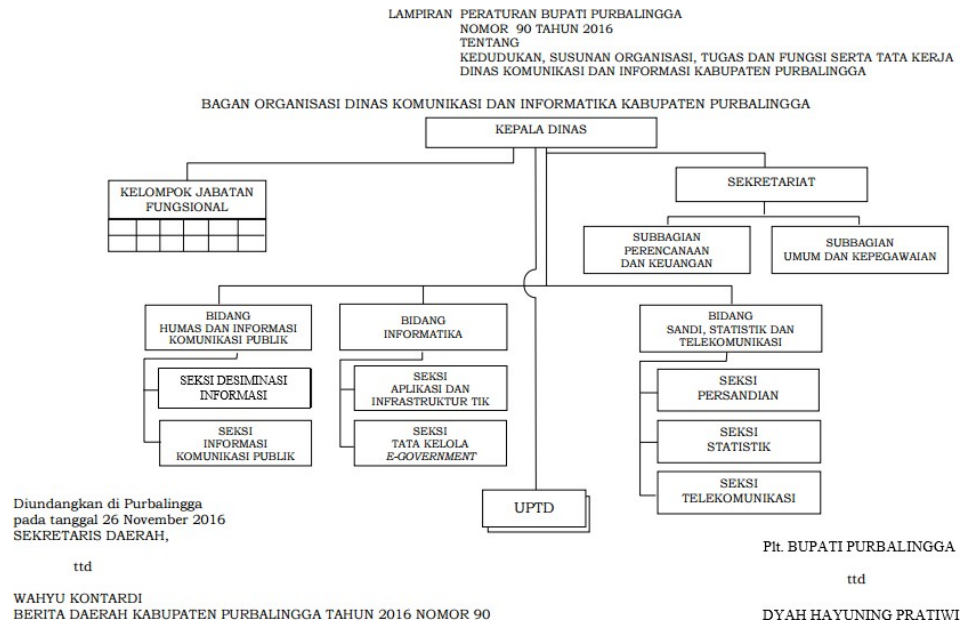 LAMPIRAN PERATURAN BUPATI PURBALINGGA
NOMOR 90 TAHUN 2016
TENTANG
KEDUDUKAN, SUSUNAN ORGANISASI, TUGAS DAN FUNGSI SERTA TATA KERJA
DINAS KOMUNIKASI DAN INFORMASI KABUPATEN PURBALINGGA
BAGAN ORGANISASI DINAS KOMUNIKASI DAN INFORMATIKA KABUPATEN PURBALINGGA
KEPALA DINAS
KELOMPOK JABATAN
FUNGSIONAL
SEKRETARIAT
SUBBAGIAN
PERENCANAAN
DAN KEUANGAN
SUBBAGIAN
UMUM DAN KEPEGAWAIAN
BIDANG
HUMAS DAN INFORMASI
KOMUNIKASI PUBLIK
BIDANG
INFORMATIKA
BIDANG
SANDI, STATISTIK DAN
TELEKOMUNIKASI
SEKSI DESIMINASI
INFORMASI
SEKSI
APLIKASI DAN
INFRASTRUKTUR TIK
SEKSI
PERSANDIAN
SEKSI
INFORMASI
KOMUNIKASI PUBLIK
SEKSI
TATA KELOLA
E-GOVERNMENT
SEKSI
STATISTIK
SEKSI
TELEKOMUNIKASI
UPTD
Diundangkan di Purbalingga
pada tanggal 26 November 2016
SEKRETARIS DAERAH,
ttd
WAHYU KONTARDI
BERITA DAERAH KABUPATEN PURBALINGGA TAHUN 2016 NOMOR 90
Plt. BUPATI PURBALINGGA
ttd
DYAH HAYUNING PRATIWI